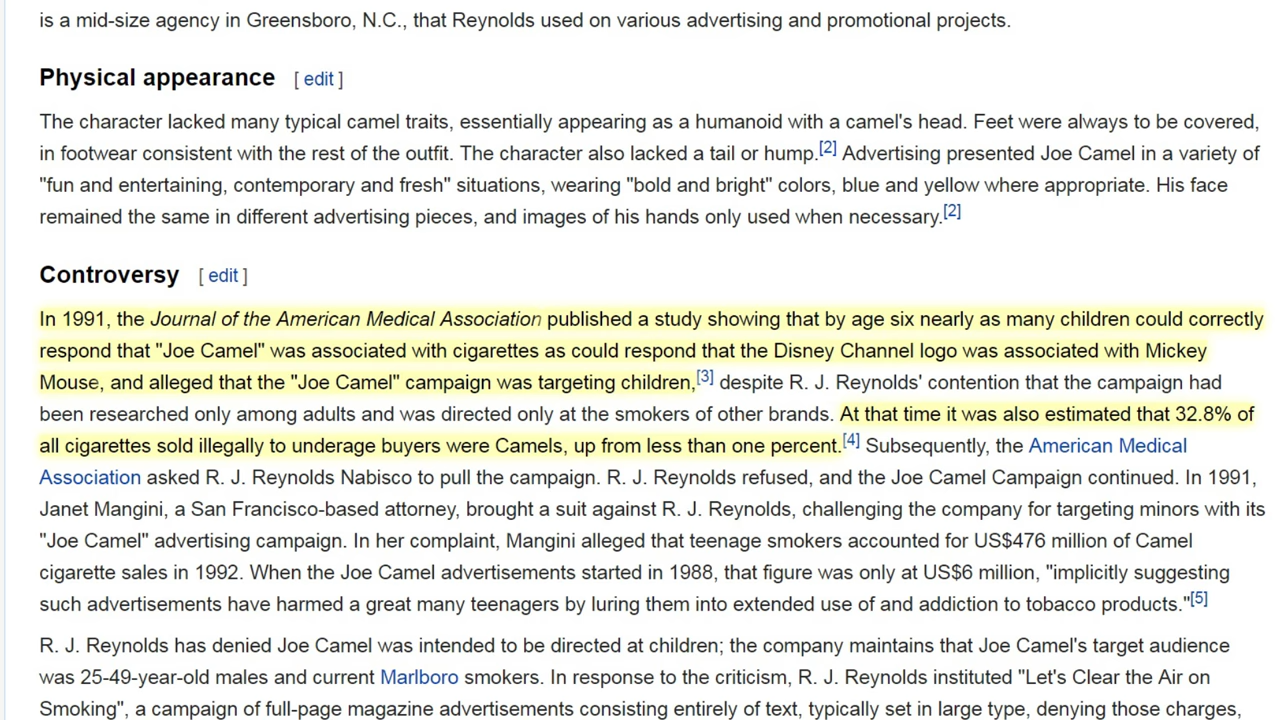 is a mid-size agency in Greensboro, N.C., that Reynolds used on various advertising and promotional projects.
Physical appearance [ edit ]
The character lacked many typical camel traits, essentially appearing as a humanoid with a camel's head. Feet were always to be covered,
in footwear consistent with the rest of the outfit. The character also lacked a tail or hump.[2] Advertising presented Joe Camel in a variety of
"fun and entertaining, contemporary and fresh" situations, wearing "bold and bright" colors, blue and yellow where appropriate. His face
remained the same in different advertising pieces, and images of his hands only used when necessary.[2]
Controversy [ edit ]
In 1991, the Journal of the American Medical Association published a study showing that by age six nearly as many children could correctly
respond that "Joe Camel" was associated with cigarettes as could respond that the Disney Channel logo was associated with Mickey
Mouse, and alleged that the "Joe Camel" campaign was targeting children,[3] despite R. J. Reynolds' contention that the campaign had
been researched only among adults and was directed only at the smokers of other brands. At that time it was also estimated that 32.8% of
all cigarettes sold illegally to underage buyers were Camels, up from less than one percent.[4] Subsequently, the American Medical
Association asked R. J. Reynolds Nabisco to pull the campaign. R. J. Reynolds refused, and the Joe Camel Campaign continued. In 1991,
Janet Mangini, a San Francisco-based attorney, brought a suit against R. J. Reynolds, challenging the company for targeting minors with its
"Joe Camel" advertising campaign. In her complaint, Mangini alleged that teenage smokers accounted for US$476 million of Camel
cigarette sales in 1992. When the Joe Camel advertisements started in 1988, that figure was only at US$6 million, "implicitly suggesting
such advertisements have harmed a great many teenagers by luring them into extended use of and addiction to tobacco products."[5]
R. J. Reynolds has denied Joe Camel was intended to be directed at children; the company maintains that Joe Camel's target audience
was 25-49-year-old males and current Marlboro smokers. In response to the criticism, R. J. Reynolds instituted "Let's Clear the Air on
Smoking", a campaign of full-page magazine advertisements consisting entirely of text, typically set in large type, denying those charges,